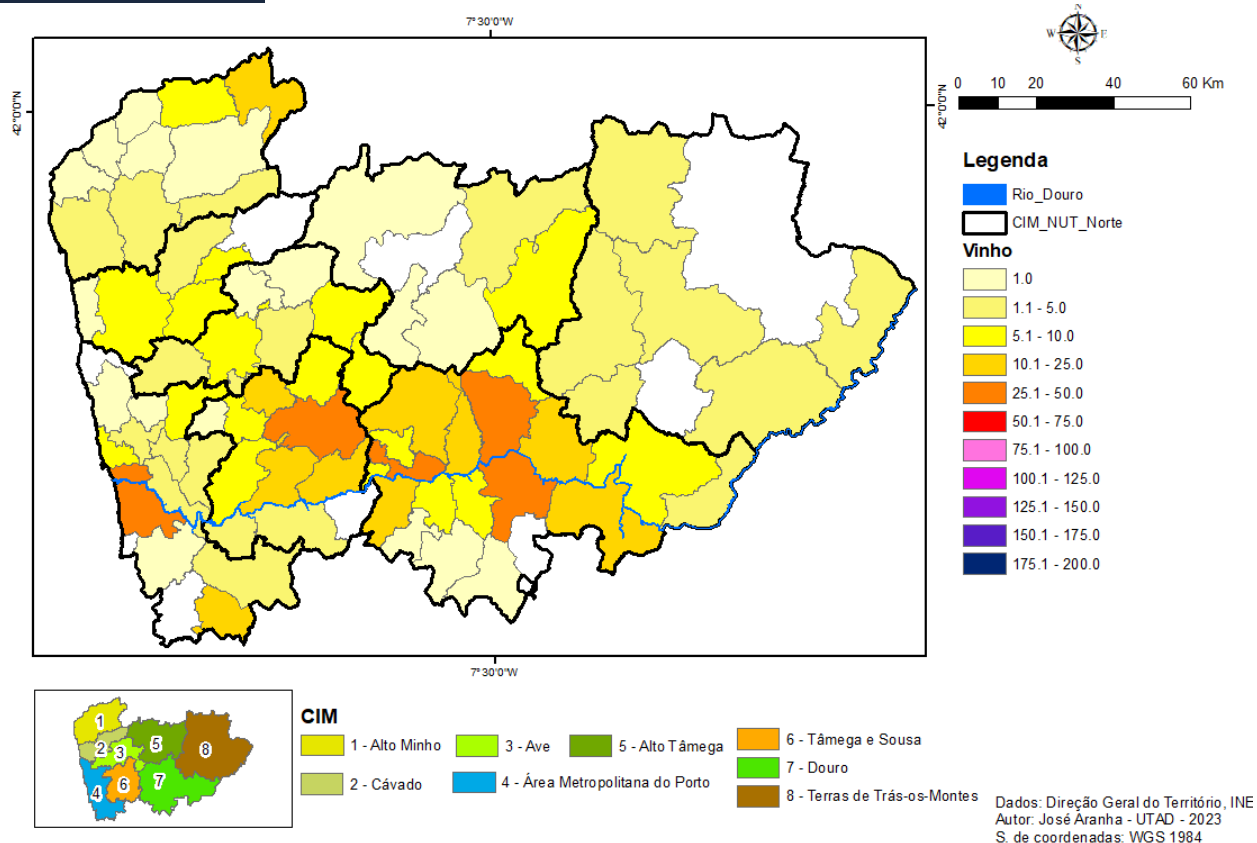 7°30'0"W
N
W E
S
0 10 20 40 60 Km
42°0'0"N
42°0'0"N
Legenda
Rio_Douro
CIM_NUT_Norte
Vinho
1.0
1.1 - 5.0
5.1 - 10.0
10.1 - 25.0
25.1 - 50.0
50.1 - 75.0
75.1 - 100.0
100.1 - 125.0
125.1 - 150.0
150.1 - 175.0
175.1 - 200.0
7°30'0"W
1
2
3
4
5
6
7
8
CIM
1 - Alto Minho
2 - Cávado
3 - Ave
4 - Área Metropolitana do Porto
5 - Alto Tâmega
6 - Tâmega e Sousa
7 - Douro
8 - Terras de Trás-os-Montes
Dados: Direção Geral do Território, INE
Autor: José Aranha - UTAD - 2023
S. de coordenadas: WGS 1984